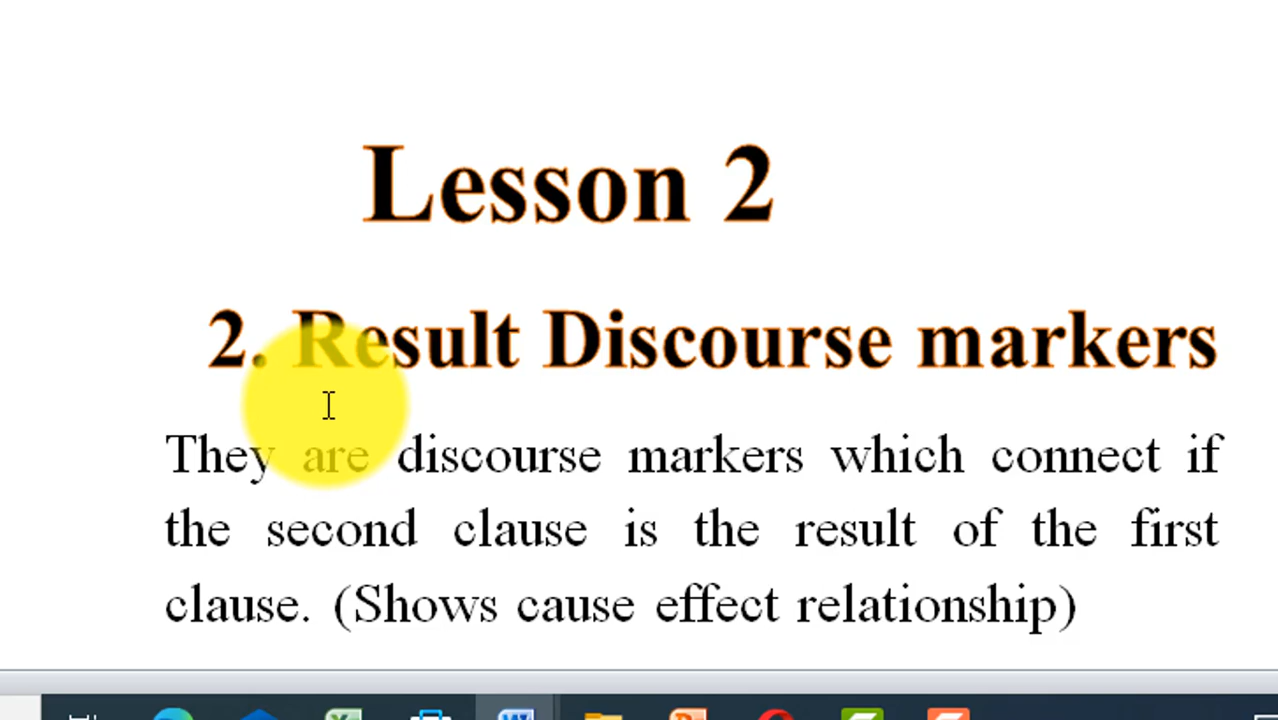 Lesson 2
2. Result Discourse markers
They are discourse markers which connect if
the second clause is the result of the first
clause. (Shows cause effect relationship)